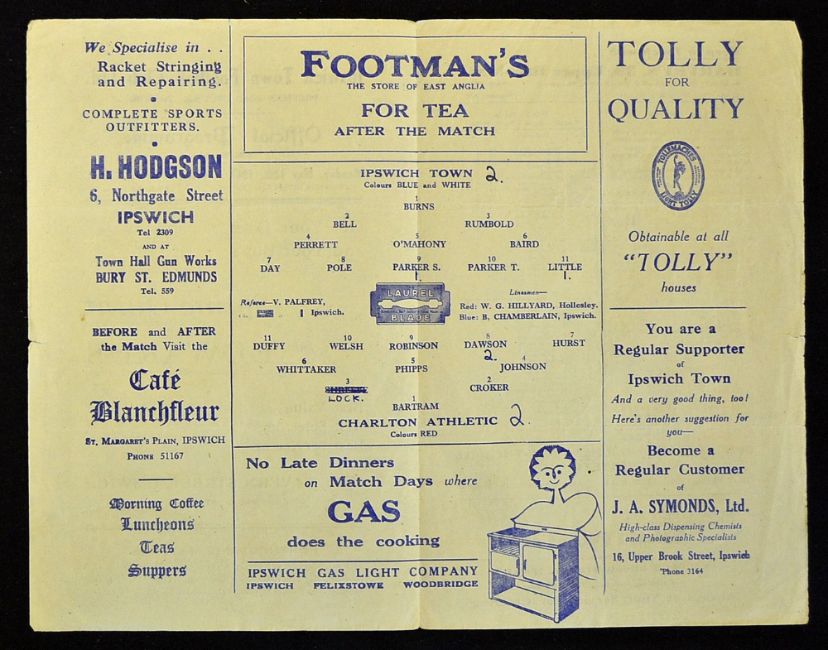 We Specialise in . .
Racket Stringing
and Repairing.
•
COMPLETE SPORTS
OUTFITTERS.
•
H. HODGSON
6, Northgate Street
IPSWICH
Tel 2309
AND AT
Town Hall Gun Works
BURY ST. EDMUNDS
Tel. 559
BEFORE and AFTER
the Match Visit the
Café
Blanchfleur
ST. MARGARET'S PLAIN, IPSWICH
PHONE 51167
Morning Coffee
Luncheons
Teas
Suppers
FOOTMAN'S
THE STORE OF EAST ANGLIA
FOR TEA
AFTER THE MATCH
IPSWICH TOWN 2.
Colours BLUE and WHITE
1
BURNS
2 3
BELL RUMBOLD
4 5 6
PERRETT O'MAHONY BAIRD
7 8 9 10 11
DAY POLE PARKER S. PARKER T. LITTLE
1. 1.
Referee—V. PALFREY,
Ipswich.
LAUREL
BLADE
Linesmen—
Red: W. G. HILLYARD, Hollesley.
Blue: B. CHAMBERLAIN, Ipswich.
11 10 9 8 7
DUFFY WELSH ROBINSON DAWSON HURST
2.
6 5 4
WHITTAKER PHIPPS JOHNSON
3 2
LOCK. CROKER
1
BARTRAM
CHARLTON ATHLETIC 2.
Colours RED
No Late Dinners
on Match Days where
GAS
does the cooking
IPSWICH GAS LIGHT COMPANY
IPSWICH FELIXSTOWE WOODBRIDGE
TOLLY
FOR
QUALITY
TOLLEMACHES
LIGHT TOLLY
Obtainable at all
"TOLLY"
houses
You are a
Regular Supporter
of
Ipswich Town
And a very good thing, too!
Here's another suggestion for
you—
Become a
Regular Customer
of
J. A. SYMONDS, Ltd.
High-class Dispensing Chemists
and Photographic Specialists
16, Upper Brook Street, Ipswich
'Phone 3164